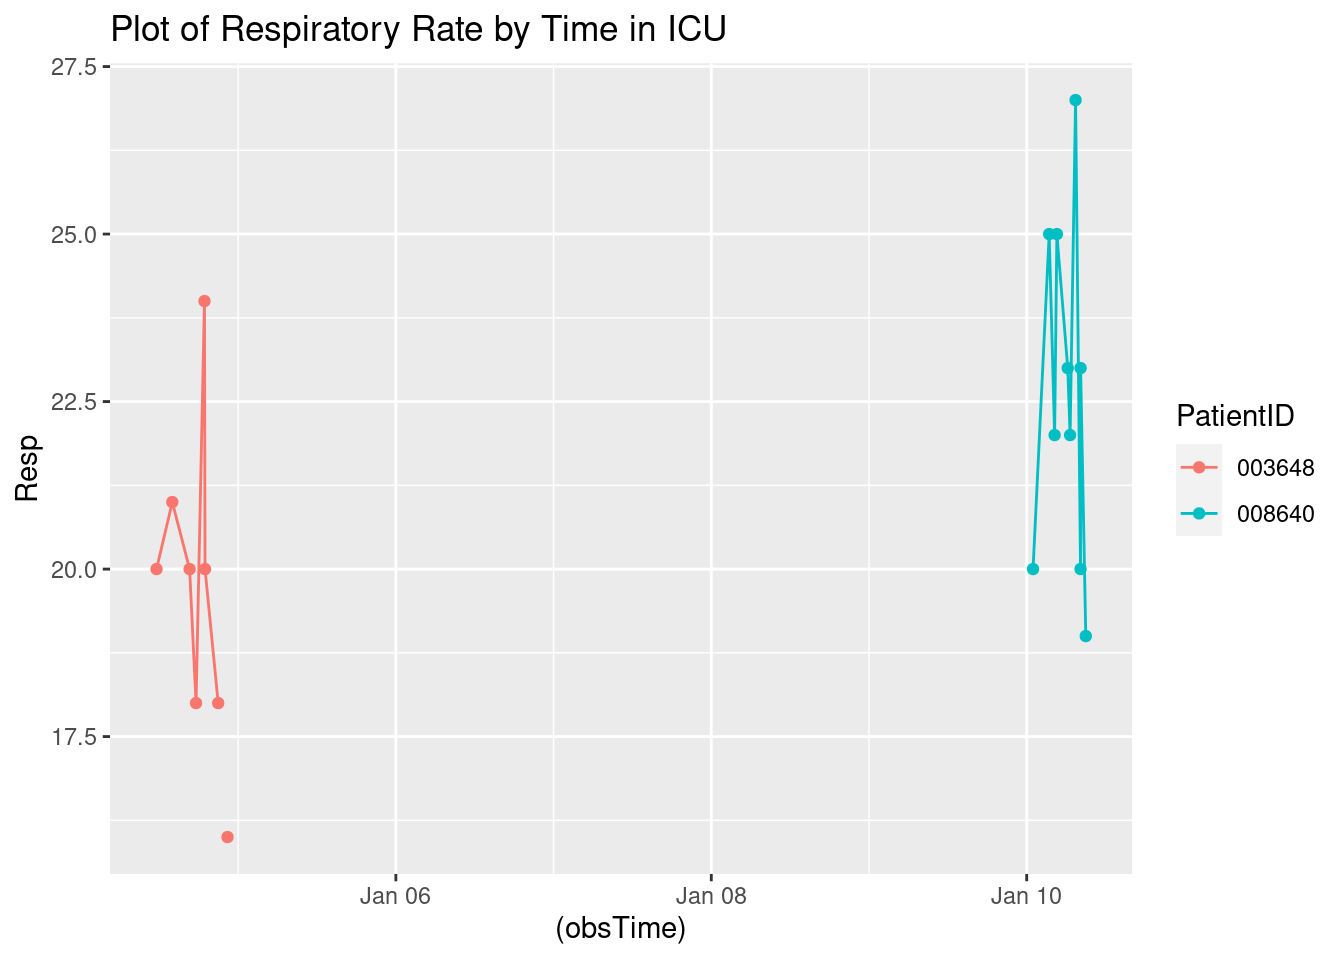 Plot of Respiratory Rate by Time in ICU
27.5
25.0
22.5
20.0
17.5
Resp
Jan 06
Jan 08
Jan 10
(obsTime)
PatientID
003648
008640